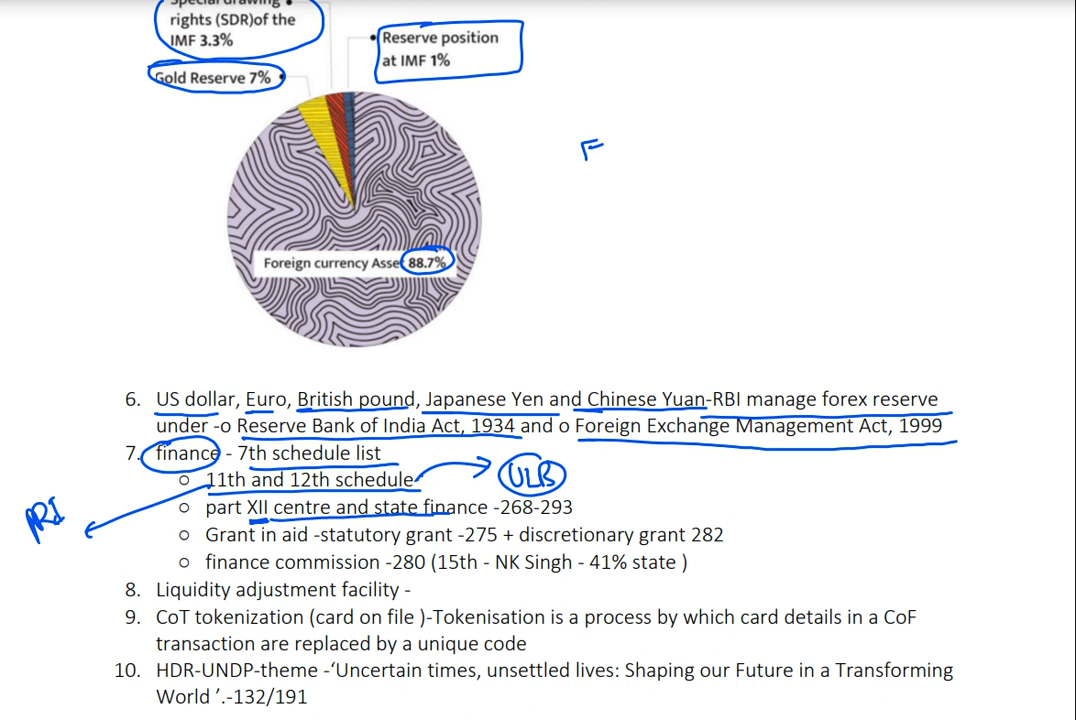 Special drawing
rights (SDR)of the
IMF 3.3%
Reserve position
at IMF 1%
Gold Reserve 7%
F
Foreign currency Asset 88.7%
6. US dollar, Euro, British pound, Japanese Yen and Chinese Yuan-RBI manage forex reserve
under -o Reserve Bank of India Act, 1934 and o Foreign Exchange Management Act, 1999
7. finance - 7th schedule list
o 11th and 12th schedule
ULB
PRI
o part XII centre and state finance -268-293
o Grant in aid -statutory grant -275 + discretionary grant 282
o finance commission -280 (15th - NK Singh - 41% state )
8. Liquidity adjustment facility -
9. CoT tokenization (card on file )-Tokenisation is a process by which card details in a CoF
transaction are replaced by a unique code
10. HDR-UNDP-theme -‘Uncertain times, unsettled lives: Shaping our Future in a Transforming
World ’.-132/191